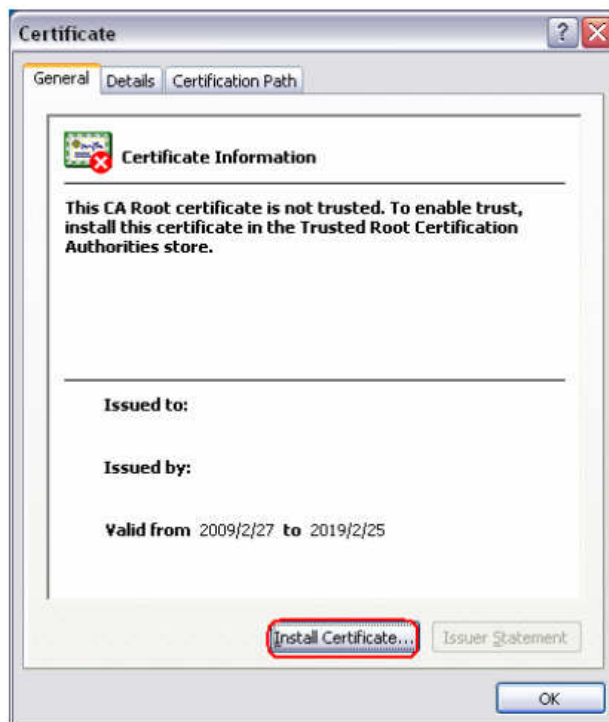 Certificate
General Details Certification Path
Certificate Information
This CA Root certificate is not trusted. To enable trust,
install this certificate in the Trusted Root Certification
Authorities store.
Issued to:
Issued by:
Valid from 2009/2/27 to 2019/2/25
Install Certificate... Issuer Statement
OK